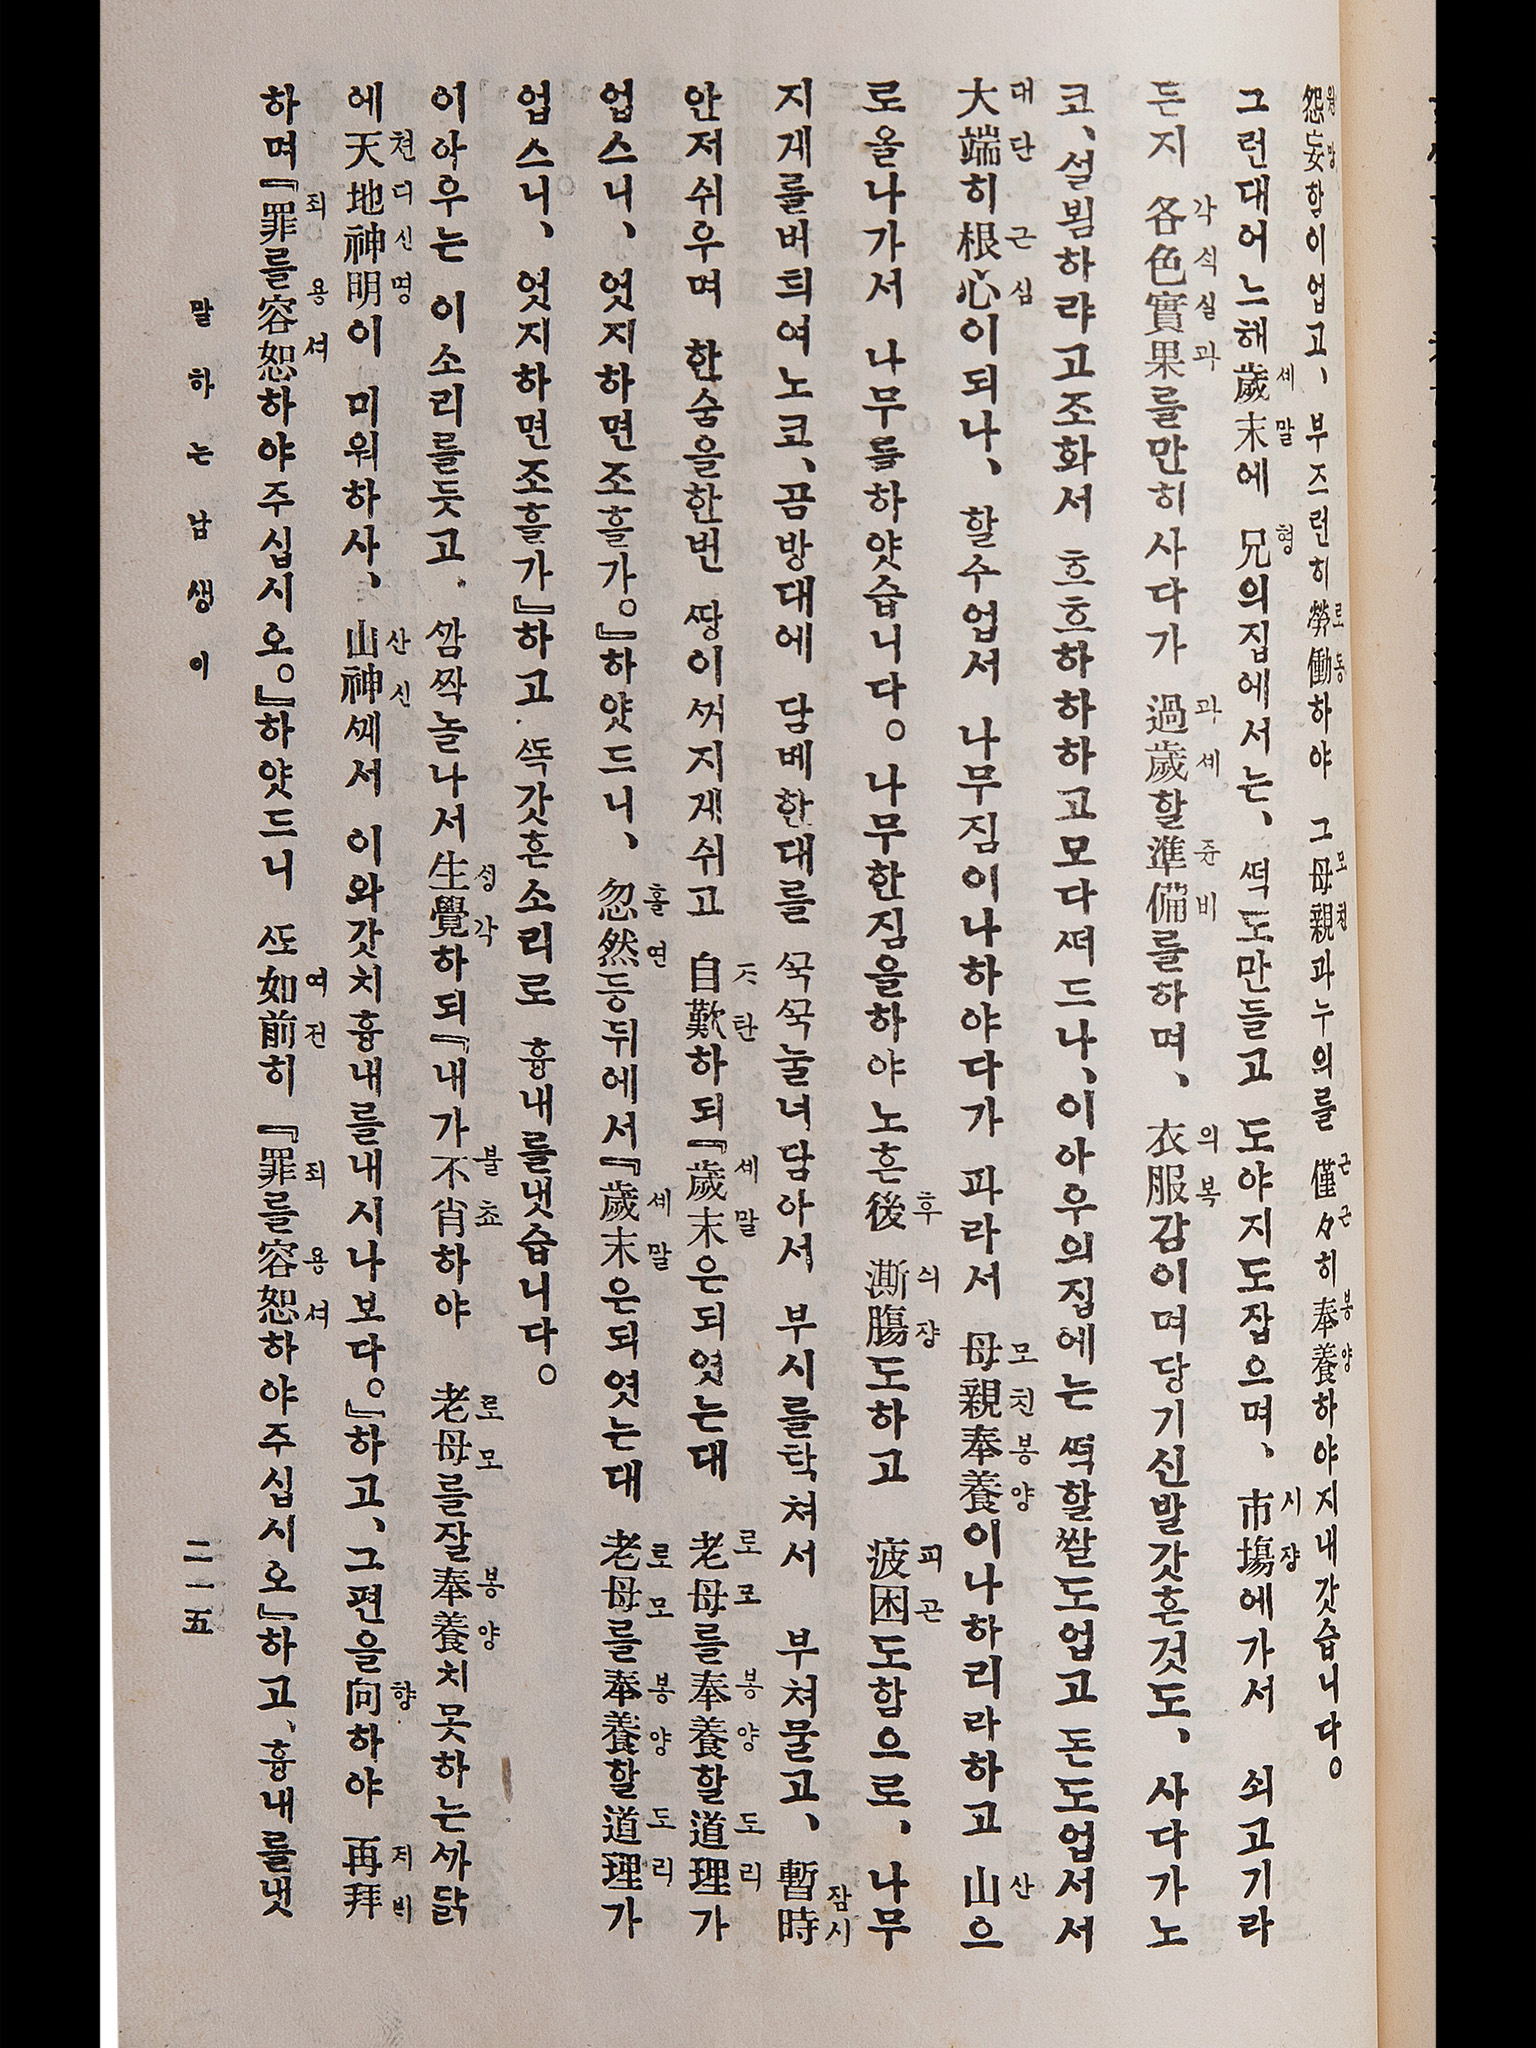 怨妄함이업고、부즈런히勞働하야 그母親과누의를 僅々히奉養하야지내갓습니다。
그런대어느해歲末에 兄의집에서는、떡도만들고 도야지도잡으며、市塲에가서 쇠고기라
든지 各色實果를만히사다가 過歲할準備를하며、衣服감이며당기신발갓흔것도、사다가노
코、설빔하랴고조화서 흐흐하하하고모다떠드나、이아우의집에는 떡할쌀도업고 돈도업서서
大端히根心이되나、할수업서 나무짐이나하야다가 파라서 母親奉養이나하리라하고 山으
로올나가서 나무를하얏습니다。나무한짐을하야노흔後 澌膓도하고 疲困도함으로、나무
지게를버틔여노코、곰방대에 담베한대를 꾹꾹눌너담아서 부시를탁쳐서 부쳐물고、暫時
안저쉬우며 한숨을한번 땅이꺼지게쉬고 自歎하되『歲末은되엿는대 老母를奉養할道理가
업스니、엇지하면조흘가。』하얏드니、忽然등뒤에서『歲末은되엿는대 老母를奉養할道理가
업스니、엇지하면조흘가』하고 똑갓흔소리로 흉내를냇습니다。
이아우는 이소리를듯고 깜짝놀나서生覺하되『내가不肖하야 老母를잘奉養치못하는까닭
에天地神明이 미워하사、山神께서 이와갓치흉내를내시나보다。』하고、그편을向하야 再拜
하며『罪를容恕하야주십시오。』하얏드니 또如前히『罪를容恕하야주십시오』하고、흉내를냇
말하는남생이
二一五